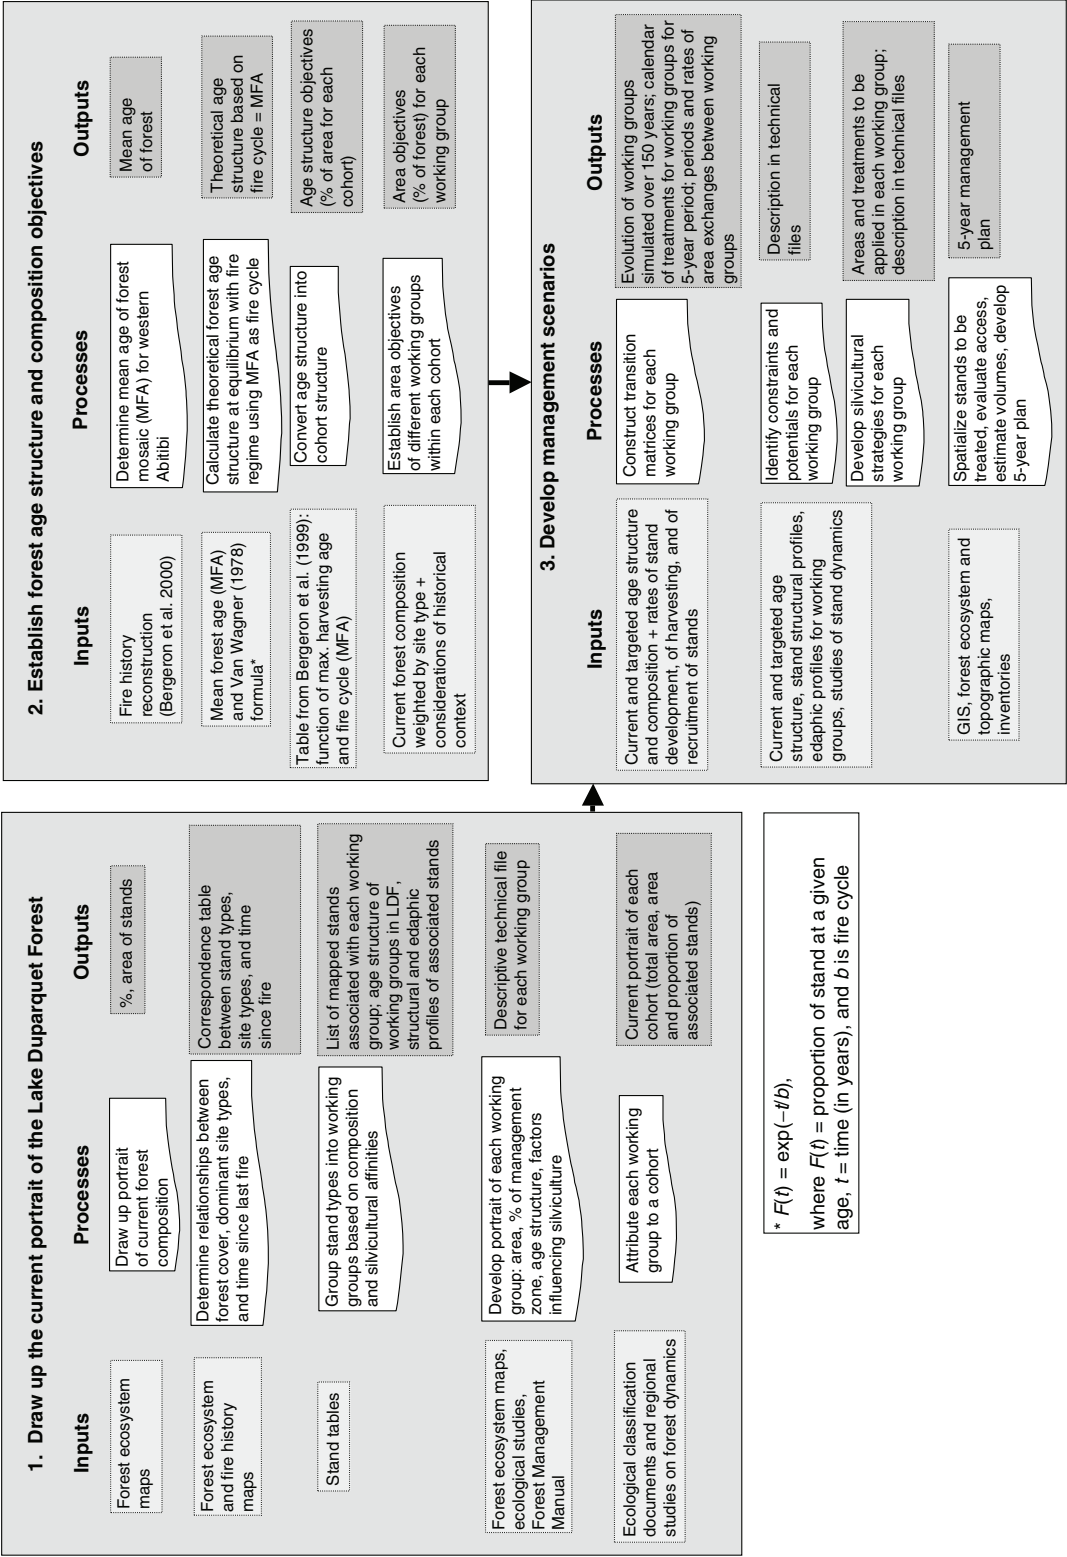 1. Draw up the current portrait of the Lake Duparquet Forest
Inputs
Processes
Outputs
Forest ecosystem
maps
Draw up portrait
of current forest
composition
%, area of stands
Forest ecosystem
and fire history
maps
Determine relationships between
forest cover, dominant site types,
and time since last fire
Correspondence table
between stand types,
site types, and time
since fire
Stand tables
Group stand types into working
groups based on composition
and silvicultural affinities
List of mapped stands
associated with each working
group; age structure of
working groups in LDF,
structural and edaphic
profiles of associated stands
Forest ecosystem maps,
ecological studies,
Forest Management
Manual
Develop portrait of each working
group: area, % of management
zone, age structure, factors
influencing silviculture
Descriptive technical file
for each working group
Ecological classification
documents and regional
studies on forest dynamics
Attribute each working
group to a cohort
Current portrait of each
cohort (total area, area
and proportion of
associated stands)
2. Establish forest age structure and composition objectives
Inputs
Processes
Outputs
Fire history
reconstruction
(Bergeron et al. 2000)
Determine mean age of forest
mosaic (MFA) for western
Abitibi
Mean age
of forest
Mean forest age (MFA)
and Van Wagner (1978)
formula*
Calculate theoretical forest age
structure at equilibrium with fire
regime using MFA as fire cycle
Theoretical age
structure based on
fire cycle = MFA
Table from Bergeron et al. (1999):
function of max. harvesting age
and fire cycle (MFA)
Convert age structure into
cohort structure
Age structure objectives
(% of area for each
cohort)
Current forest composition
weighted by site type +
considerations of historical
context
Establish area objectives
of different working groups
within each cohort
Area objectives
(% of forest) for each
working group
3. Develop management scenarios
Inputs
Processes
Outputs
Current and targeted age structure
and composition + rates of stand
development, of harvesting, and of
recruitment of stands
Construct transition
matrices for each
working group
Evolution of working groups
simulated over 150 years; calendar
of treatments for working groups for
5-year period; periods and rates of
area exchanges between working
groups
Current and targeted age
structure, stand structural profiles,
edaphic profiles for working
groups, studies of stand dynamics
Identify constraints and
potentials for each
working group
Description in technical
files
Develop silvicultural
strategies for each
working group
Areas and treatments to be
applied in each working group;
description in technical files
GIS, forest ecosystem and
topographic maps,
inventories
Spatialize stands to be
treated, evaluate access,
estimate volumes, develop
5-year plan
5-year management
plan
* F(t) = exp(−t/b),
where F(t) = proportion of stand at a given
age, t = time (in years), and b is fire cycle